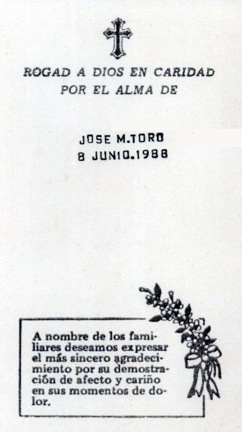 ROGAD A DIOS EN CARIDAD
POR EL ALMA DE
JOSE M.TORO
8 JUNIO.1988
A nombre de los fami-
liares deseamos expresar
el más sincero agradeci-
miento por su demostra-
ción de afecto y cariño
en sus momentos de do-
lor.